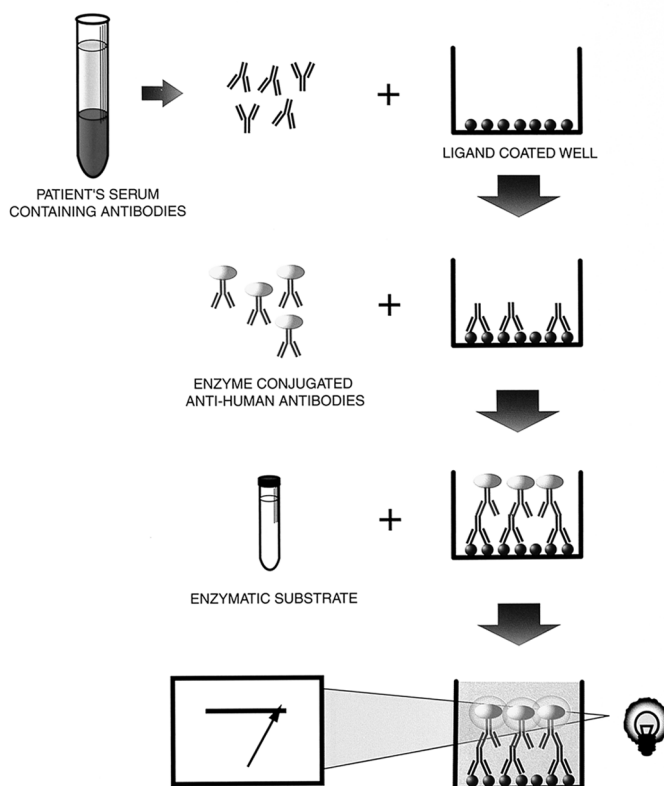 PATIENT'S SERUM
CONTAINING ANTIBODIES
LIGAND COATED WELL
ENZYME CONJUGATED
ANTI-HUMAN ANTIBODIES
ENZYMATIC SUBSTRATE